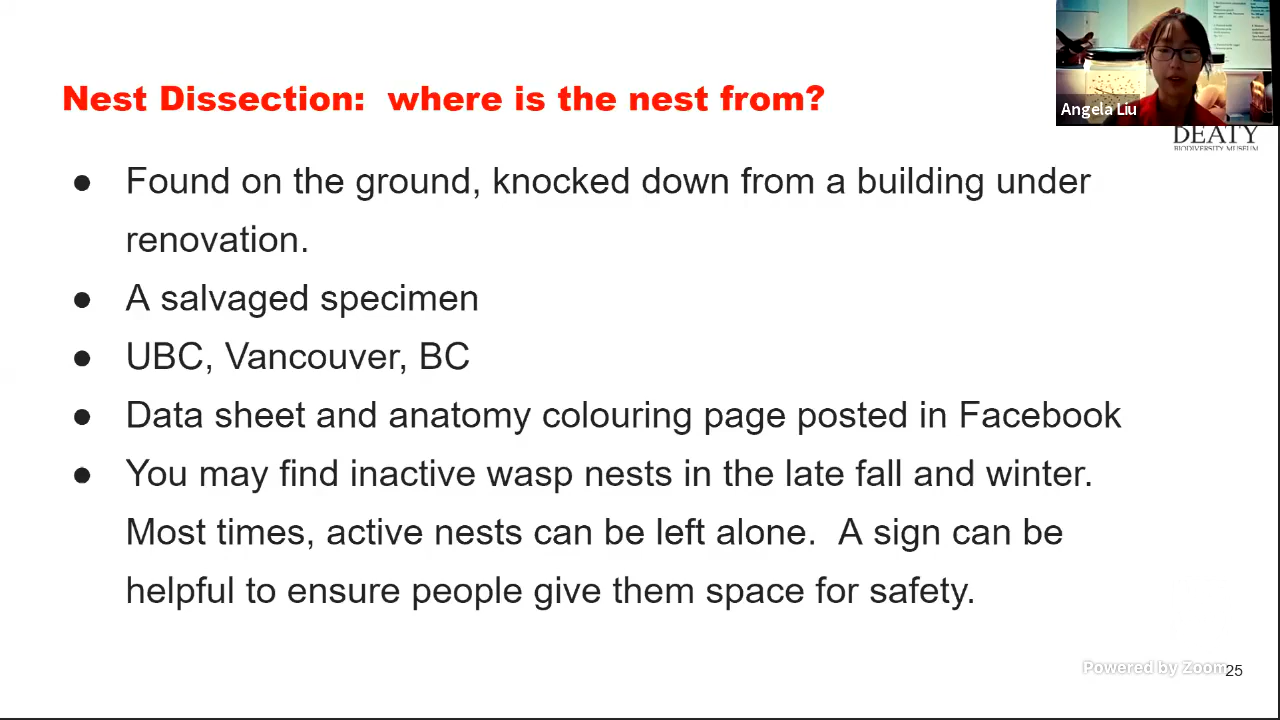 Nest Dissection:  where is the nest from?
Angela Liu
BEATY
BIODIVERSITY MUSEUM
● Found on the ground, knocked down from a building under
renovation.
● A salvaged specimen
● UBC, Vancouver, BC
● Data sheet and anatomy colouring page posted in Facebook
● You may find inactive wasp nests in the late fall and winter.
Most times, active nests can be left alone.  A sign can be
helpful to ensure people give them space for safety.
Powered by Zoom
25